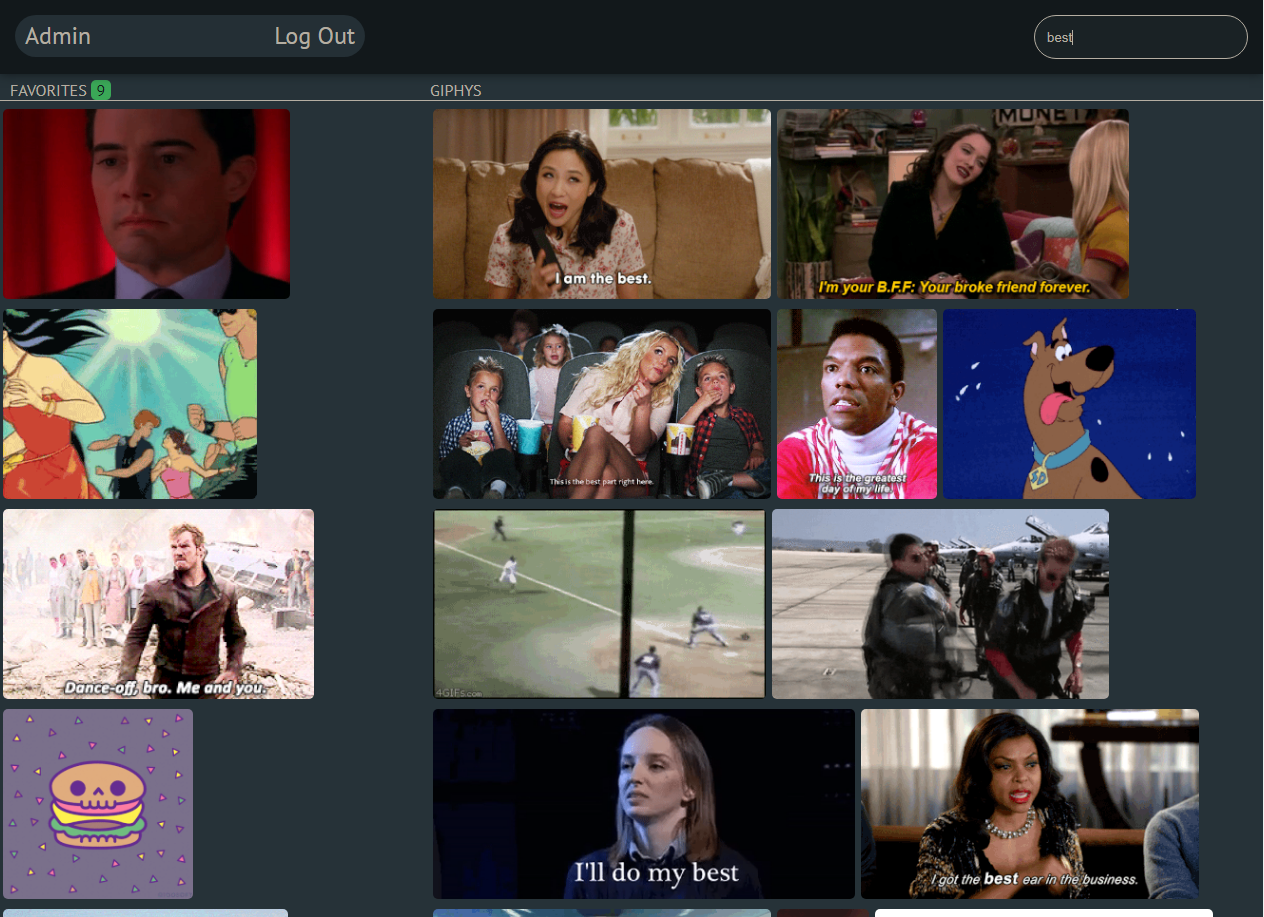 Admin
Log Out
best
FAVORITES 9
GIPHYS
I am the best.
MONET
I'm your B.F.F: Your broke friend forever.
This is the best part right here.
This is the greatest
day of my life.
SD
Dance-off, bro. Me and you.
4GIFs.com
I'll do my best
I got the best ear in the business.